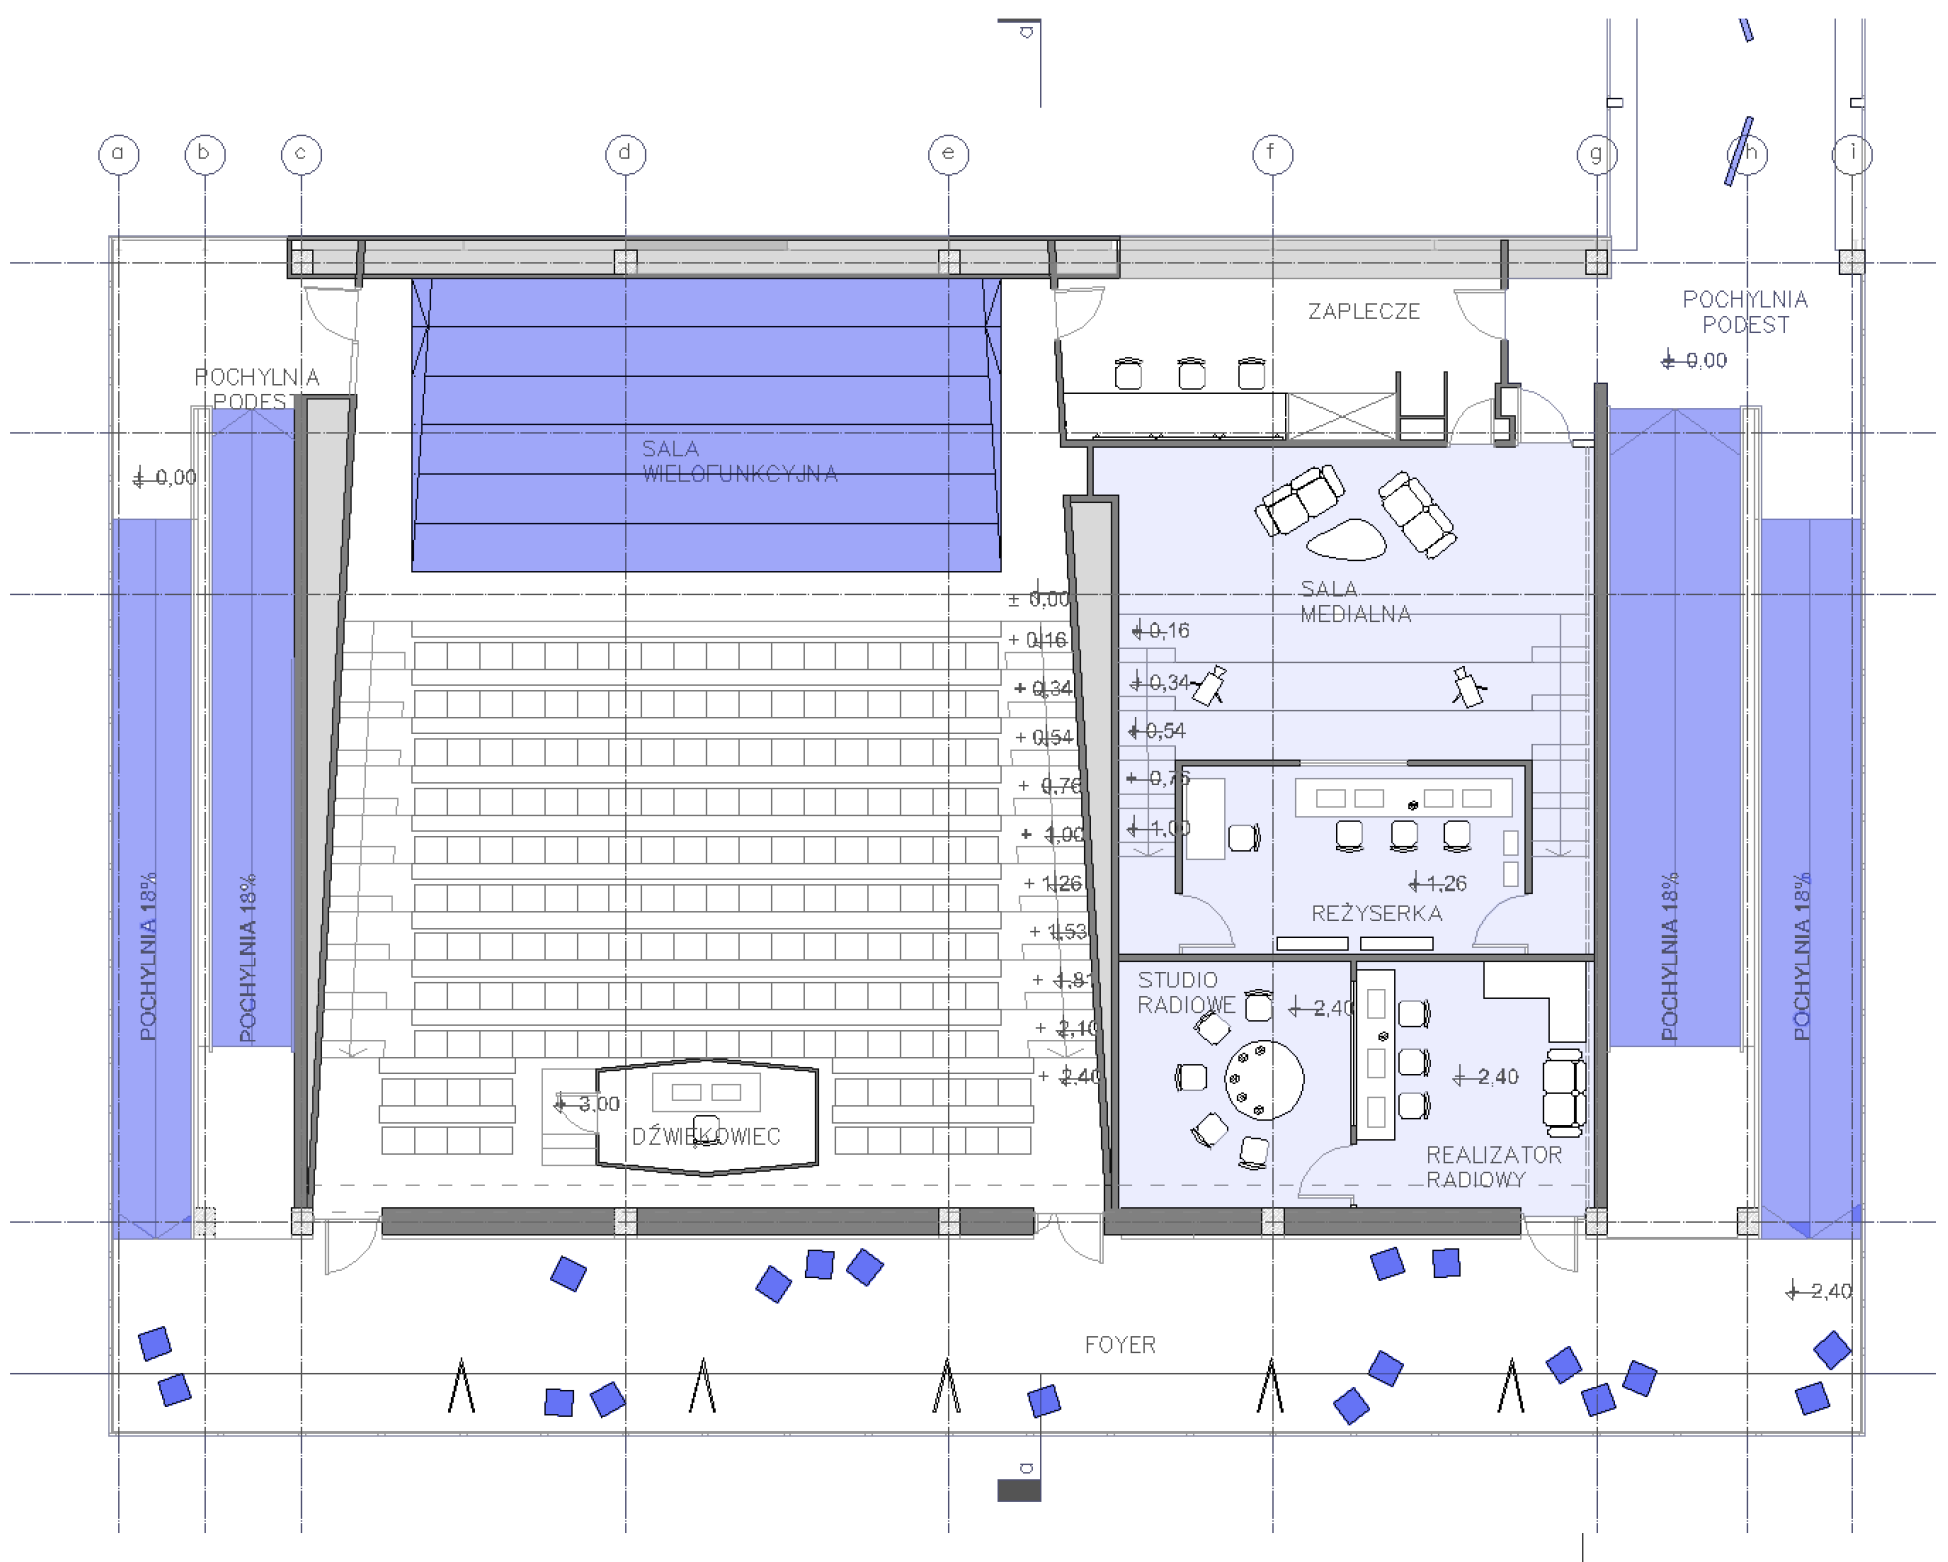 a
a b c d e f g h i
ZAPLECZE
POCHYLNIA
PODEST
± 0,00
POCHYLNIA
PODEST
± 0,00
SALA
WIELOFUNKCYJNA
SALA
MEDIALNA
± 0,00
+ 0,16
+ 0,34
+ 0,54
+ 0,76
+ 1,00
+ 1,26
+ 1,53
+ 1,81
+ 2,10
+ 2,40
+ 0,16
+ 0,34
+ 0,54
+ 0,76
+ 1,00
+ 1,26
REŻYSERKA
POCHYLNIA 18%
POCHYLNIA 18%
POCHYLNIA 18%
POCHYLNIA 18%
STUDIO
RADIOWE
+ 2,40
+ 2,40
+ 3,00
DŹWIĘKOWIEC
REALIZATOR
RADIOWY
+ 2,40
FOYER
a